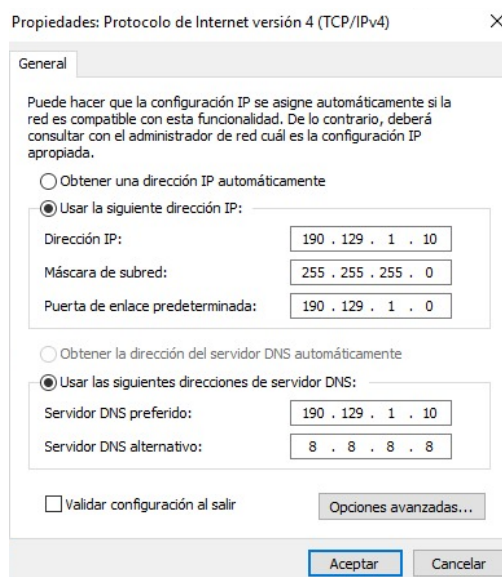 Propiedades: Protocolo de Internet versión 4 (TCP/IPv4)
General
Puede hacer que la configuración IP se asigne automáticamente si la
red es compatible con esta funcionalidad. De lo contrario, deberá
consultar con el administrador de red cuál es la configuración IP
apropiada.
Obtener una dirección IP automáticamente
Usar la siguiente dirección IP:
Dirección IP: 190 . 129 . 1 . 10
Máscara de subred: 255 . 255 . 255 . 0
Puerta de enlace predeterminada: 190 . 129 . 1 . 0
Obtener la dirección del servidor DNS automáticamente
Usar las siguientes direcciones de servidor DNS:
Servidor DNS preferido: 190 . 129 . 1 . 10
Servidor DNS alternativo: 8 . 8 . 8 . 8
Validar configuración al salir Opciones avanzadas...
Aceptar Cancelar